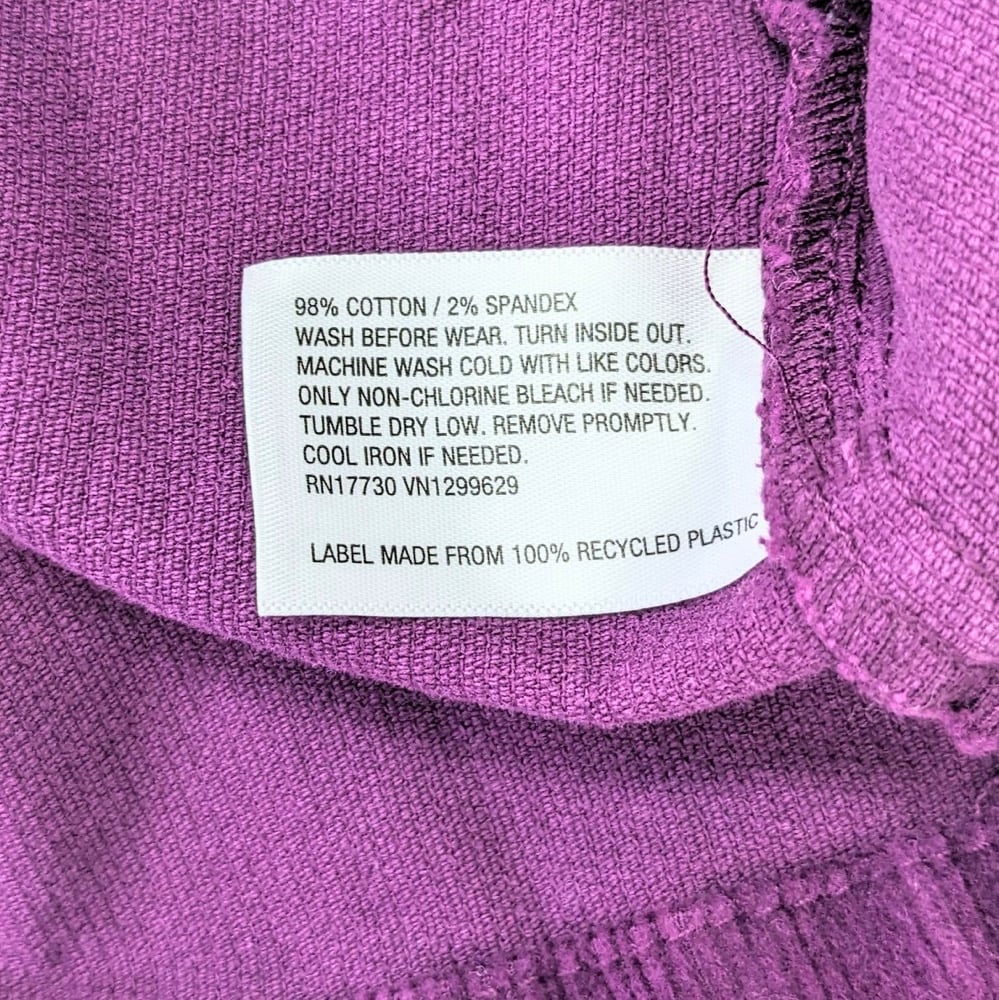 98% COTTON / 2% SPANDEX
WASH BEFORE WEAR. TURN INSIDE OUT.
MACHINE WASH COLD WITH LIKE COLORS.
ONLY NON-CHLORINE BLEACH IF NEEDED.
TUMBLE DRY LOW. REMOVE PROMPTLY.
COOL IRON IF NEEDED.
RN17730 VN1299629
LABEL MADE FROM 100% RECYCLED PLASTIC